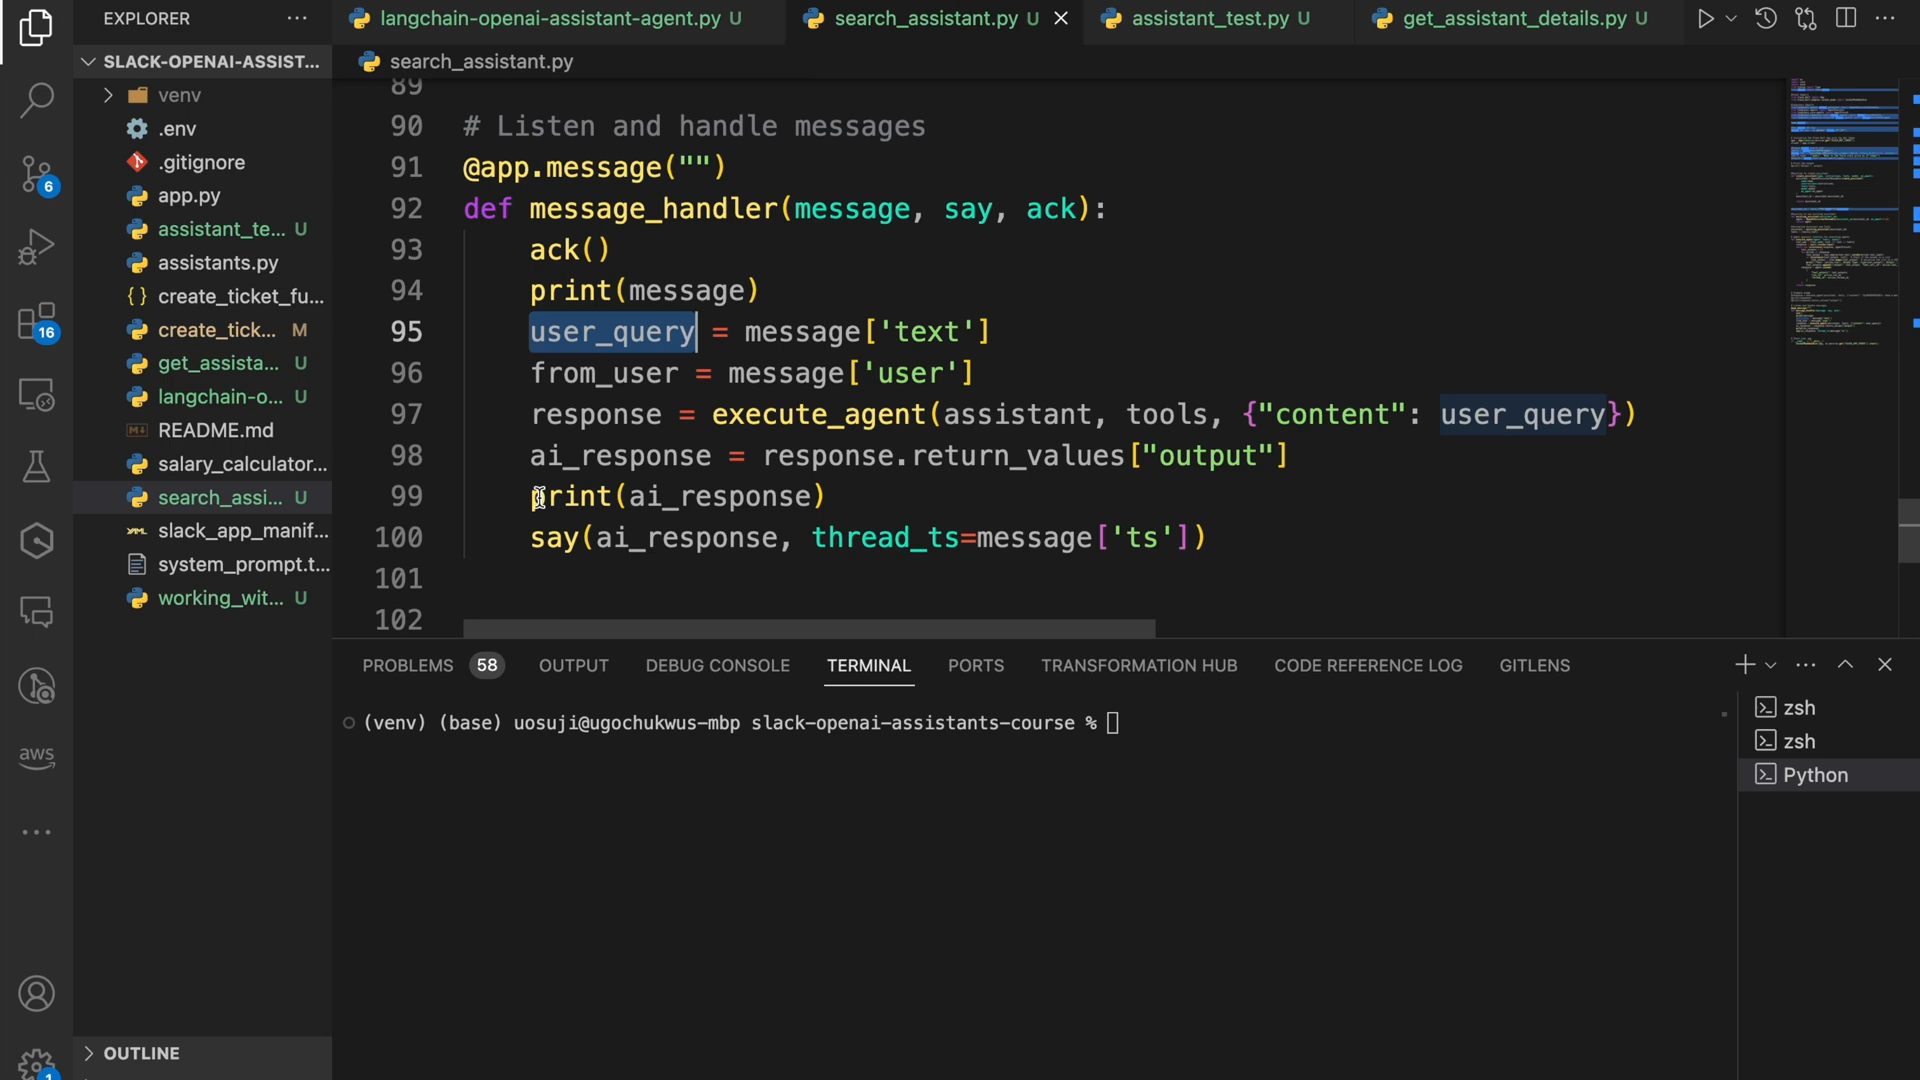 EXPLORER
langchain-openai-assistant-agent.py U
search_assistant.py U
assistant_test.py U
get_assistant_details.py U
SLACK-OPENAI-ASSIST...
search_assistant.py
venv
.env
.gitignore
app.py
assistant_te... U
assistants.py
create_ticket_fu...
create_tick... M
get_assista... U
langchain-o... U
README.md
salary_calculator...
search_assi... U
slack_app_manif...
system_prompt.t...
working_wit... U
OUTLINE
6
16
aws
1
89
90 # Listen and handle messages
91 @app.message("")
92 def message_handler(message, say, ack):
93 ack()
94 print(message)
95 user_query = message['text']
96 from_user = message['user']
97 response = execute_agent(assistant, tools, {"content": user_query})
98 ai_response = response.return_values["output"]
99 print(ai_response)
100 say(ai_response, thread_ts=message['ts'])
101
102
PROBLEMS 58 OUTPUT DEBUG CONSOLE TERMINAL PORTS TRANSFORMATION HUB CODE REFERENCE LOG GITLENS
(venv) (base) uosuji@ugochukwus-mbp slack-openai-assistants-course %
zsh
zsh
Python